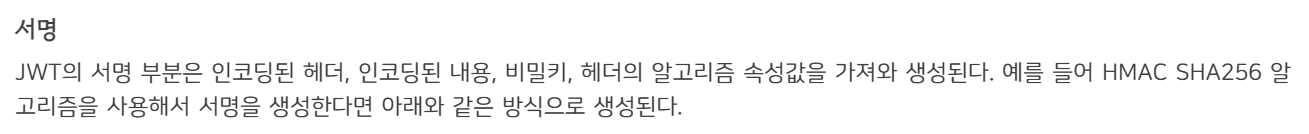 서명
JWT의 서명 부분은 인코딩된 헤더, 인코딩된 내용, 비밀키, 헤더의 알고리즘 속성값을 가져와 생성된다. 예를 들어 HMAC SHA256 알
고리즘을 사용해서 서명을 생성한다면 아래와 같은 방식으로 생성된다.